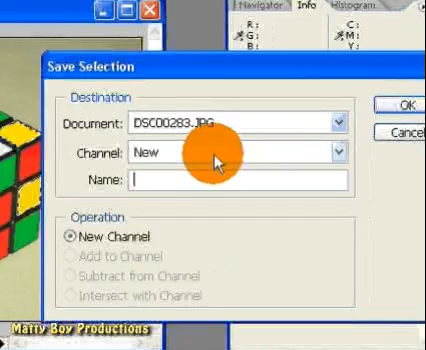 Navigator Info Histogram
R: C:
G: M:
B: Y:
Save Selection
Destination
Document: DSC00283.JPG
Channel: New
Name:
OK
Cancel
Operation
New Channel
Add to Channel
Subtract from Channel
Intersect with Channel
Matty Boy Productions